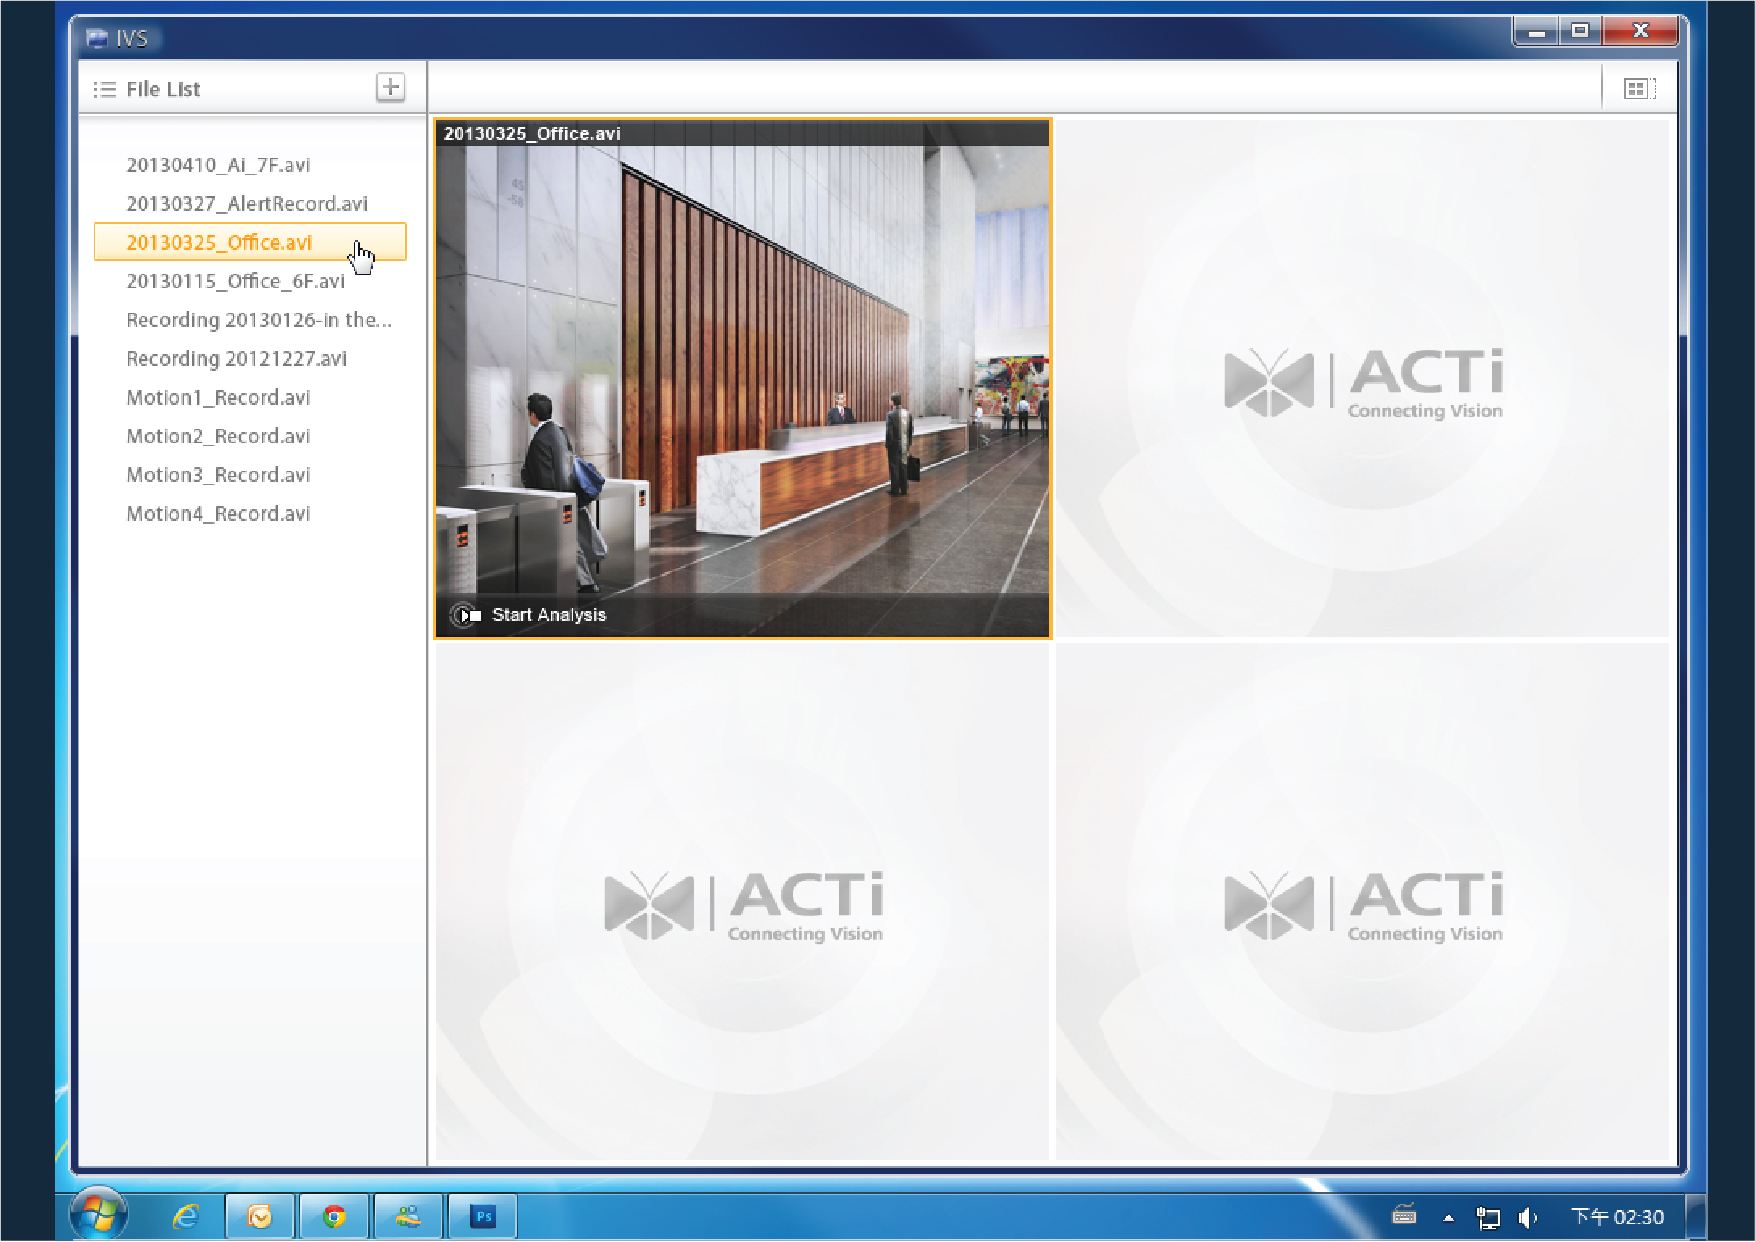 IVS
File List
20130410_Ai_7F.avi
20130327_AlertRecord.avi
20130325_Office.avi
20130115_Office_6F.avi
Recording 20130126-in the...
Recording 20121227.avi
Motion1_Record.avi
Motion2_Record.avi
Motion3_Record.avi
Motion4_Record.avi
20130325_Office.avi
45
-58
Start Analysis
ACTi
Connecting Vision
ACTi
Connecting Vision
ACTi
Connecting Vision
Ps
下午 02:30